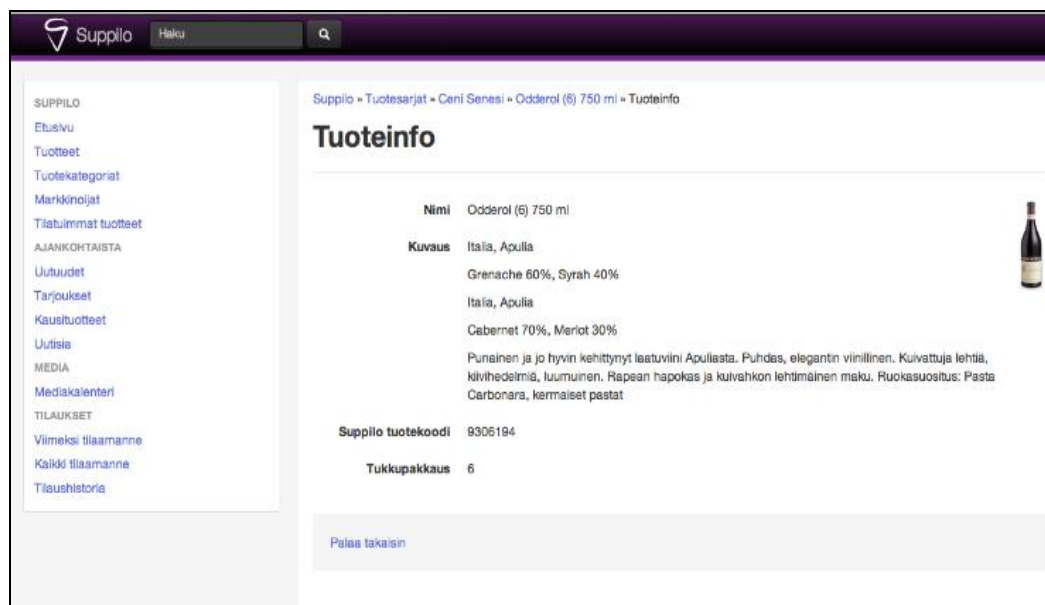 Suppilo
Haku
SUPPILO
Etusivu
Tuotteet
Tuotekategoriat
Markkinoijat
Tilatuimmat tuotteet
AJANKOHTAISTA
Uutuudet
Tarjoukset
Kausituotteet
Uutisia
MEDIA
Mediakalenteri
TILAUKSET
Viimeksi tilaamanne
Kaikki tilaamanne
Tilaushistoria
Suppilo » Tuotesarjat » Ceni Senesi » Odderol (6) 750 ml » Tuoteinfo
Tuoteinfo
Nimi Odderol (6) 750 ml
Kuvaus Italia, Apulia
Grenache 60%, Syrah 40%
Italia, Apulia
Cabernet 70%, Merlot 30%
Punainen ja jo hyvin kehittynyt laatuviini Apuliasta. Puhdas, elegantin viinillinen. Kuivattuja lehtiä,
kiivihedelmiä, luumuinen. Rapean hapokas ja kuivahkon lehtimäinen maku. Ruokasuositus: Pasta
Carbonara, kermaiset pastat
Suppilo tuotekoodi 9306194
Tukkupakkaus 6
Palaa takaisin